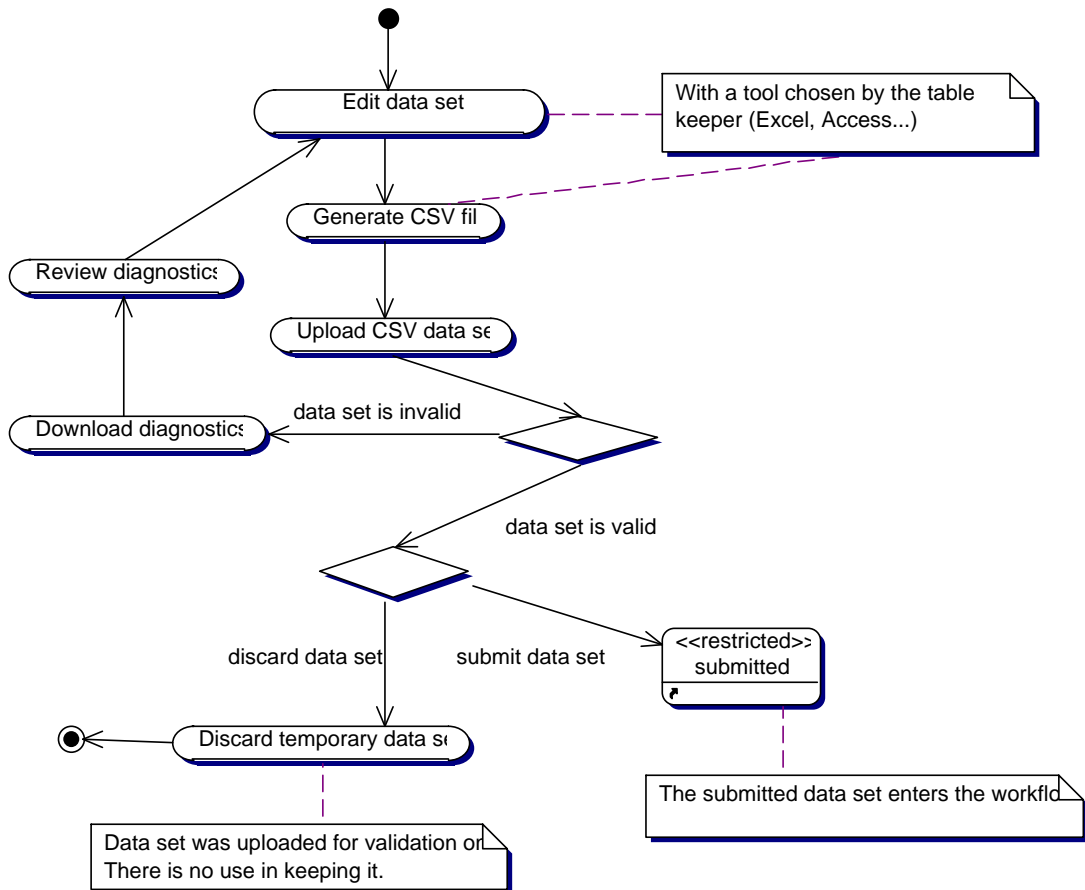 Edit data set
With a tool chosen by the table
keeper (Excel, Access...)
Generate CSV fil
Review diagnostics
Upload CSV data se
data set is invalid
Download diagnostics
data set is valid
discard data set
submit data set
<<restricted>>
submitted
Discard temporary data se
The submitted data set enters the workflo
Data set was uploaded for validation on
There is no use in keeping it.